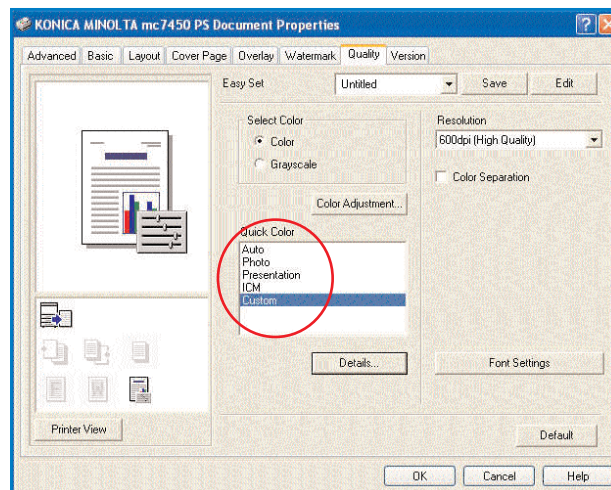 KONICA MINOLTA mc7450 PS Document Properties
Advanced Basic Layout Cover Page Overlay Watermark Quality Version
Easy Set Untitled Save Edit
Select Color
Color
Grayscale
Color Adjustment...
Resolution
600dpi (High Quality)
Color Separation
Quick Color
Auto
Photo
Presentation
ICM
Custom
Details...
Font Settings
Printer View
Default
OK Cancel Help